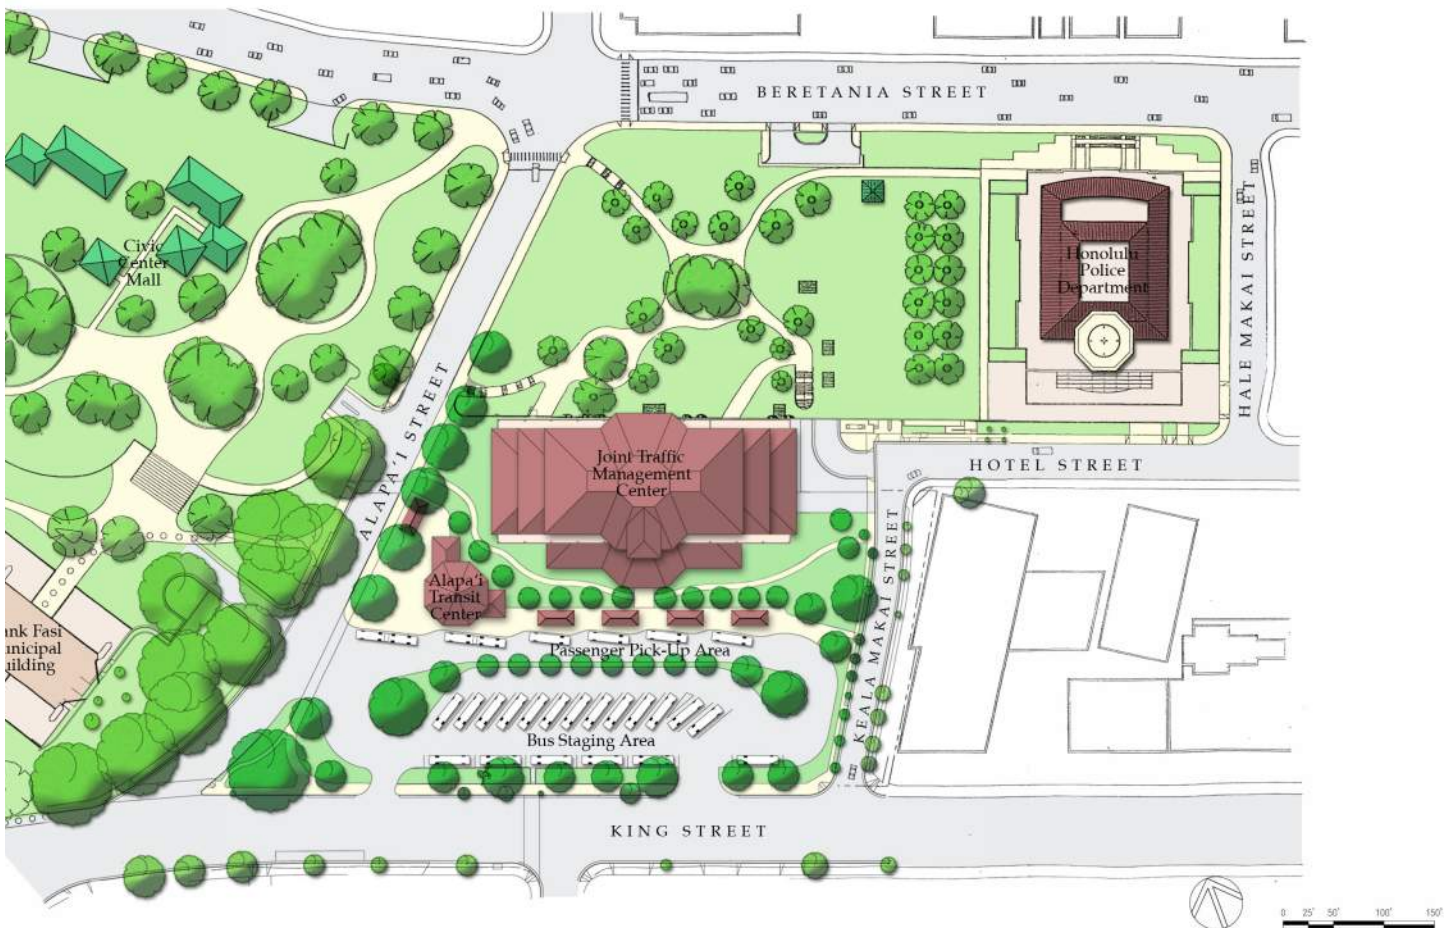 BERETANIA STREET
HALE MAKAI STREET
Civic
Center
Mall
Honolulu
Police
Department
ALAPA'I STREET
Joint Traffic
Management
Center
HOTEL STREET
KEALA MAKAI STREET
Alapa'i
Transit
Center
ank Fasi
unicipal
uilding
Passenger Pick-Up Area
Bus Staging Area
KING STREET
0 25' 50' 100' 150'